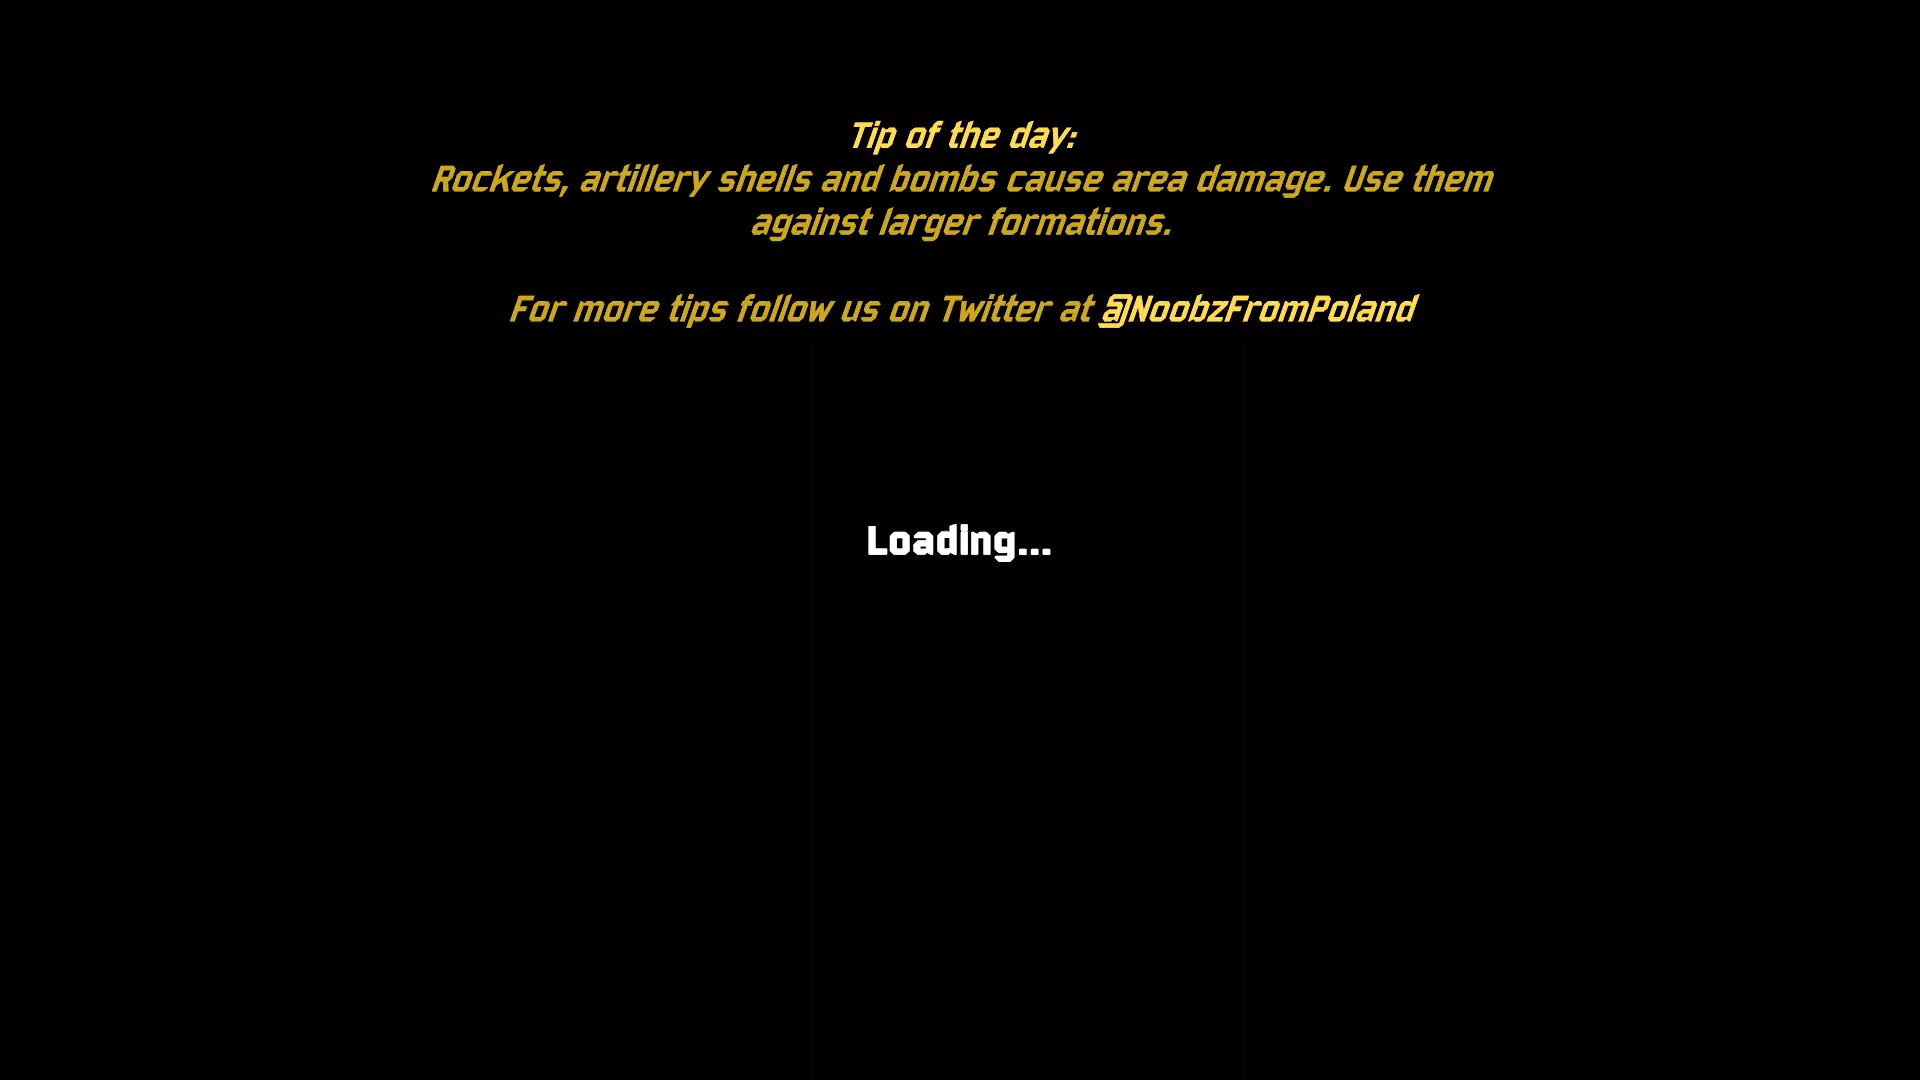 Tip of the day:
Rockets, artillery shells and bombs cause area damage. Use them
against larger formations.
For more tips follow us on Twitter at @NoobzFromPoland
Loading...